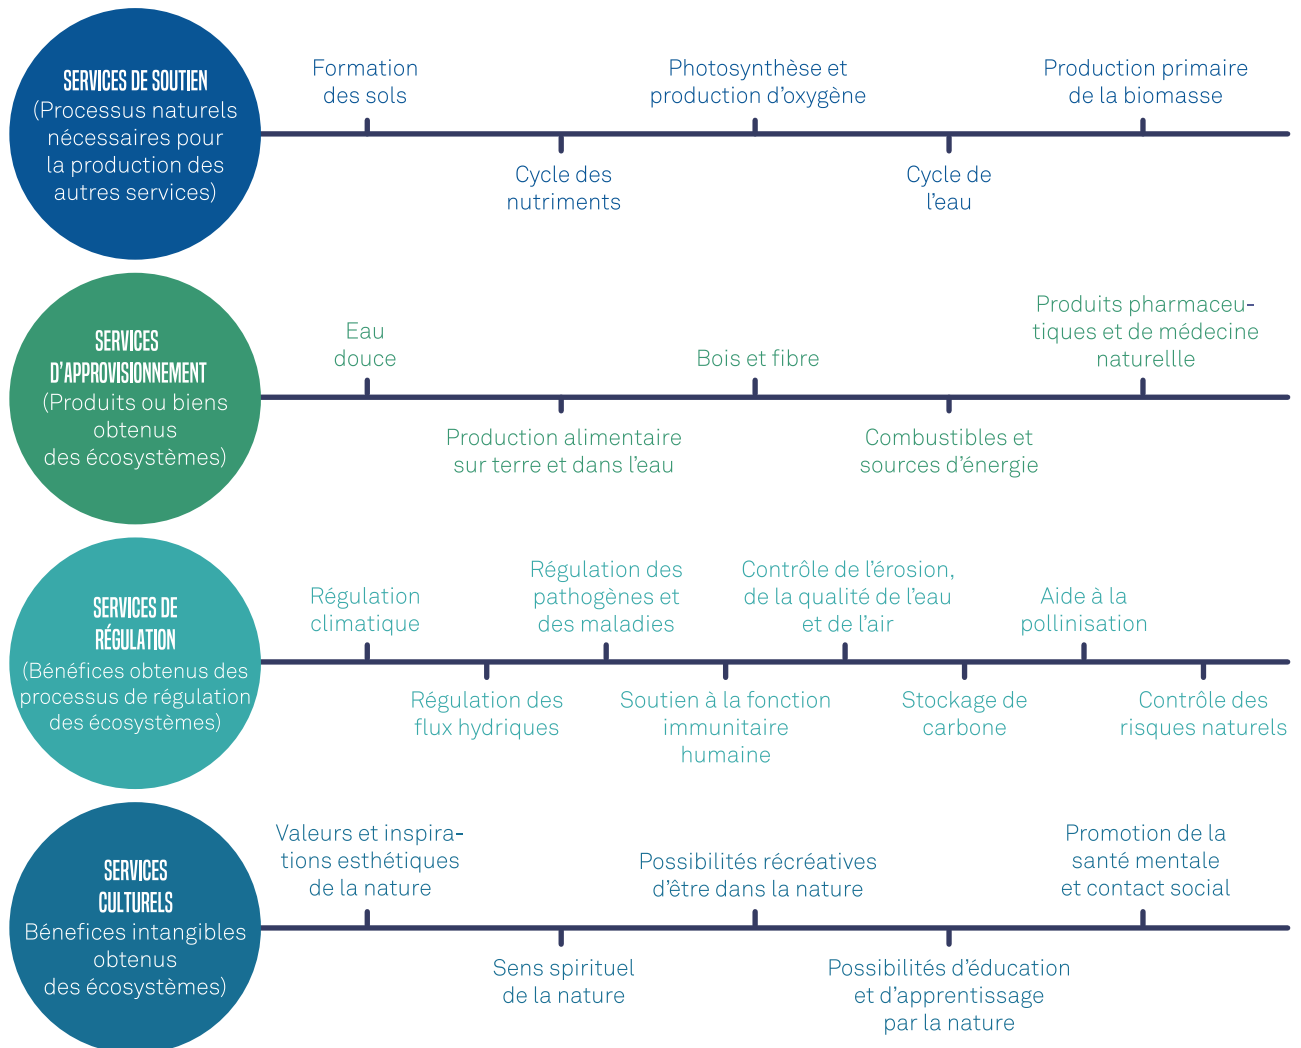 SERVICES DE SOUTIEN
(Processus naturels
nécessaires pour
la production des
autres services)
Formation
des sols
Cycle des
nutriments
Photosynthèse et
production d'oxygène
Cycle de
l'eau
Production primaire
de la biomasse
SERVICES
D'APPROVISIONNEMENT
(Produits ou biens
obtenus
des écosystèmes)
Eau
douce
Production alimentaire
sur terre et dans l'eau
Bois et fibre
Combustibles et
sources d'énergie
Produits pharmaceu-
tiques et de médecine
naturellle
SERVICES DE
RÉGULATION
(Bénéfices obtenus des
processus de régulation
des écosystèmes)
Régulation
climatique
Régulation des
flux hydriques
Régulation des
pathogènes et
des maladies
Soutien à la fonction
immunitaire
humaine
Contrôle de l'érosion,
de la qualité de l'eau
et de l'air
Stockage de
carbone
Aide à la
pollinisation
Contrôle des
risques naturels
SERVICES
CULTURELS
Bénefices intangibles
obtenus
des écosystèmes)
Valeurs et inspira-
tions esthétiques
de la nature
Sens spirituel
de la nature
Possibilités récréatives
d'être dans la nature
Possibilités d'éducation
et d'apprentissage
par la nature
Promotion de la
santé mentale
et contact social